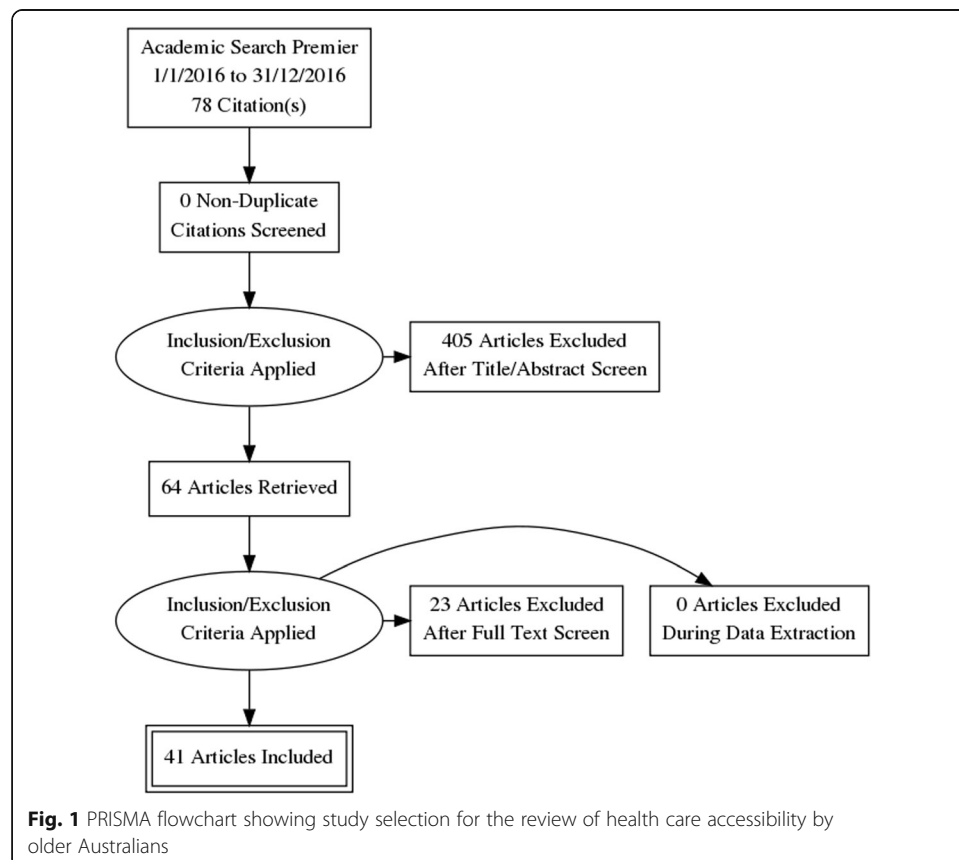 Academic Search Premier
1/1/2016 to 31/12/2016
78 Citation(s)
0 Non-Duplicate
Citations Screened
Inclusion/Exclusion
Criteria Applied
405 Articles Excluded
After Title/Abstract Screen
64 Articles Retrieved
Inclusion/Exclusion
Criteria Applied
23 Articles Excluded
After Full Text Screen
0 Articles Excluded
During Data Extraction
41 Articles Included
Fig. 1 PRISMA flowchart showing study selection for the review of health care accessibility by
older Australians